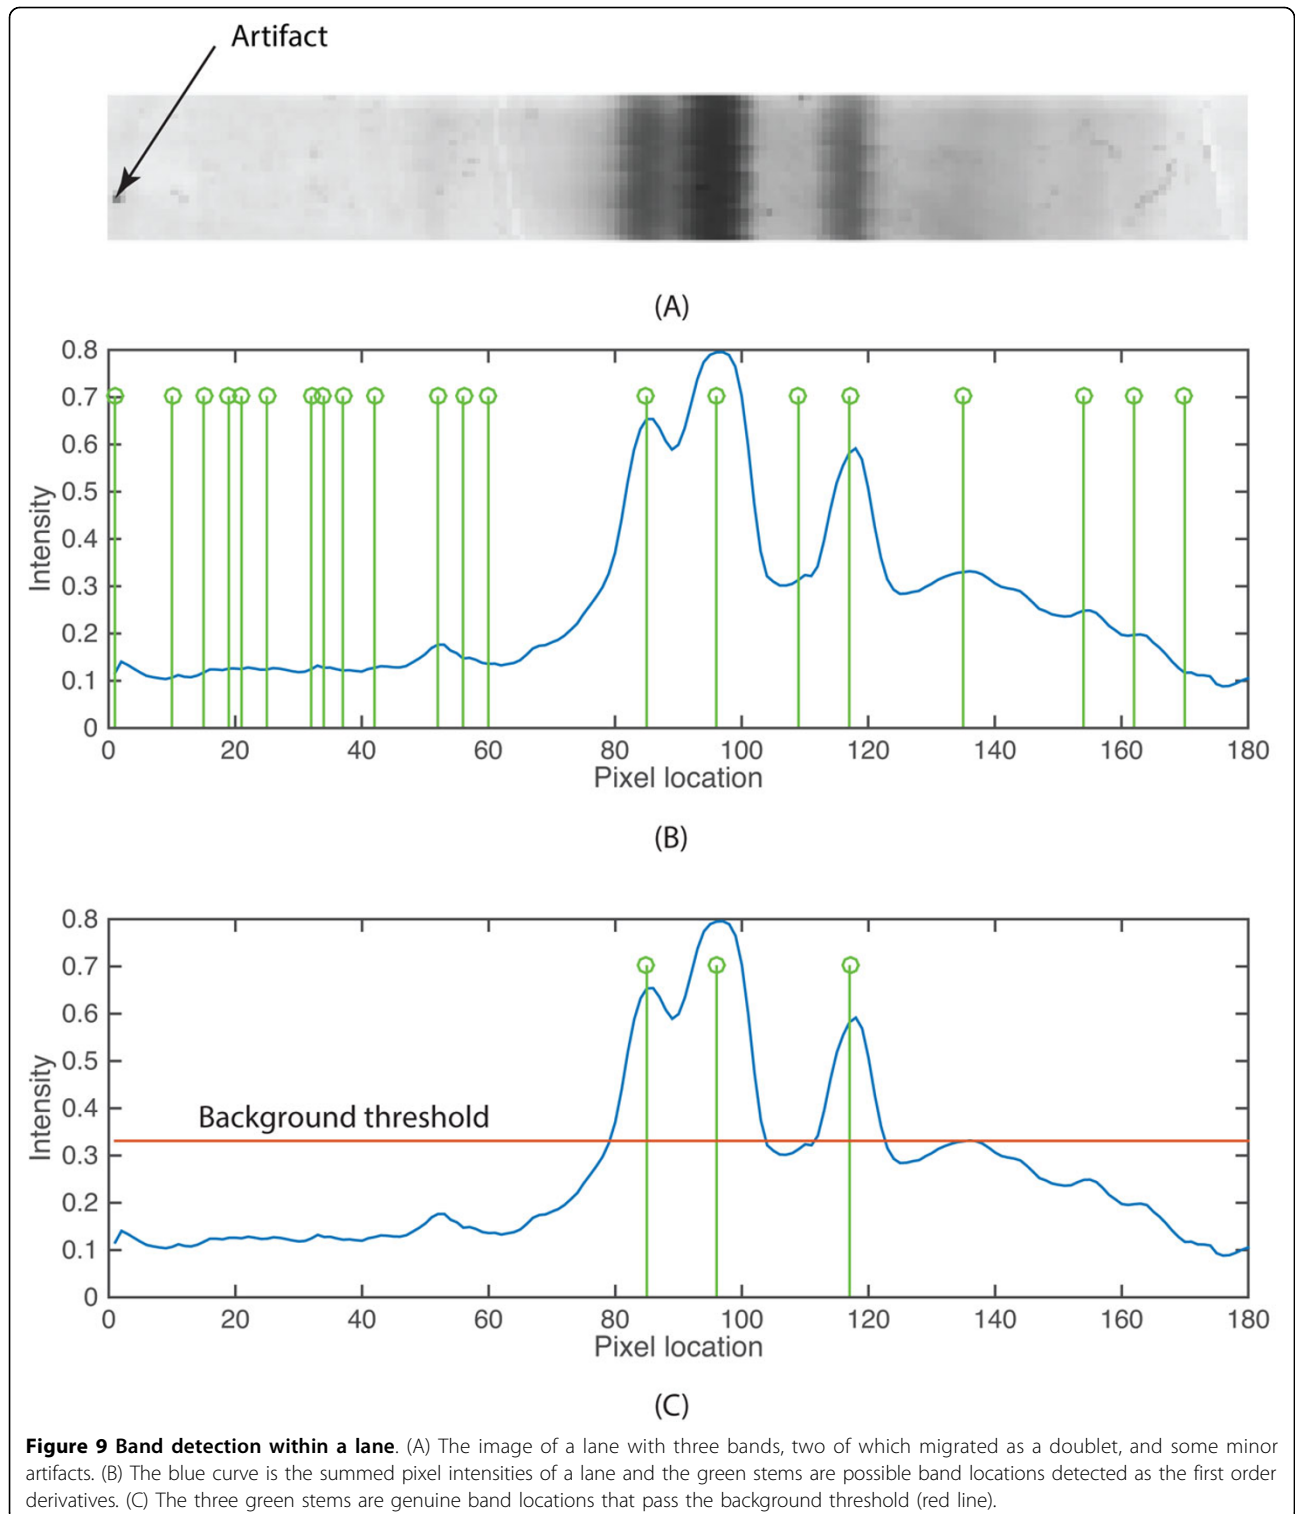 Artifact
(A)
0.8
0.7
0.6
0.5
0.4
0.3
0.2
0.1
0
Intensity
0 20 40 60 80 100 120 140 160 180
Pixel location
(B)
0.8
0.7
0.6
0.5
0.4
0.3
0.2
0.1
0
Intensity
Background threshold
0 20 40 60 80 100 120 140 160 180
Pixel location
(C)
Figure 9 Band detection within a lane. (A) The image of a lane with three bands, two of which migrated as a doublet, and some minor
artifacts. (B) The blue curve is the summed pixel intensities of a lane and the green stems are possible band locations detected as the first order
derivatives. (C) The three green stems are genuine band locations that pass the background threshold (red line).